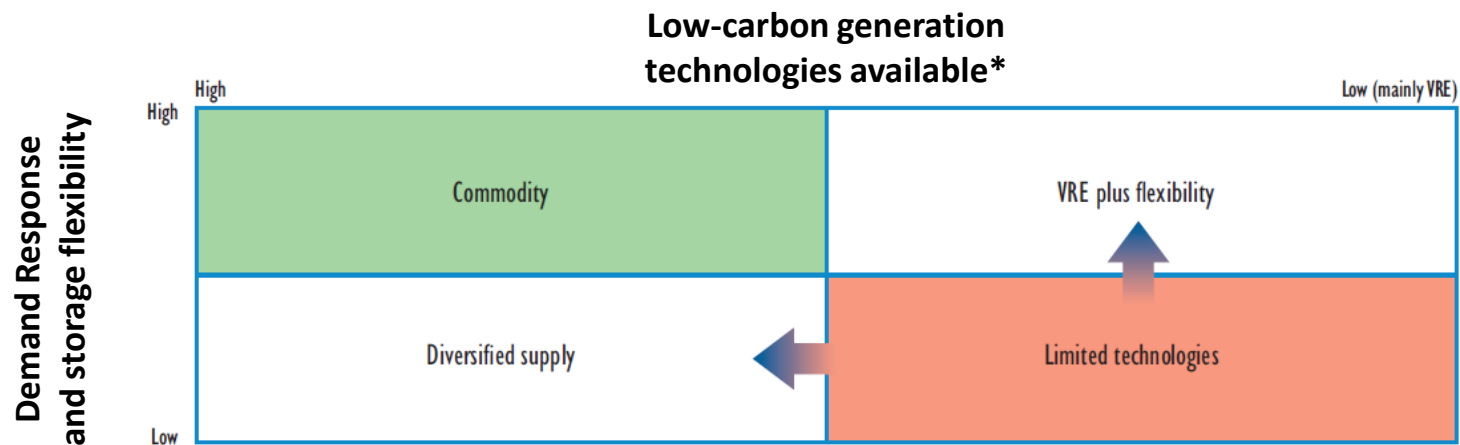 Low-carbon generation
technologies available*
High
Low (mainly VRE)
High
Demand Response
and storage flexibility
Commodity
VRE plus flexibility
Diversified supply
Limited technologies
Low